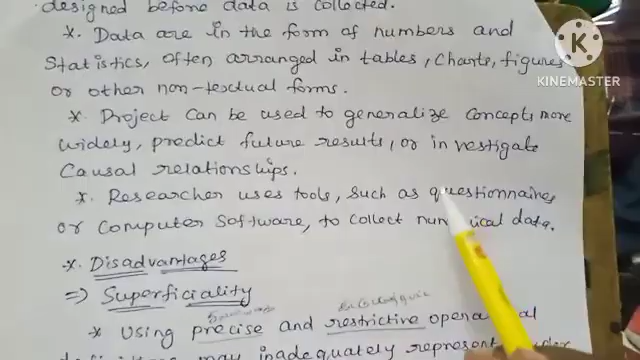 designed before data is collected.
* Data are in the form of numbers and
Statistics, often arranged in tables, Charts, figures
or other non-textual forms.
* Project can be used to generalize concepts more
widely, predict future results, or investigate
Causal relationships.
* Researcher uses tools, such as questionnaires
or Computer Software, to collect numerical data.
* Disadvantages
=> Superficiality
* Using precise and restrictive operational
may inadequately represent
K
KINEMASTER